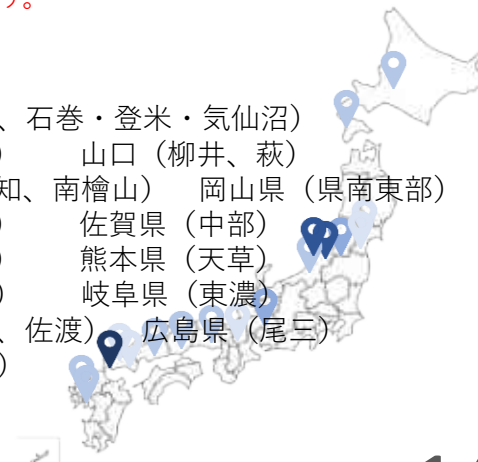 す。
、石巻・登米・気仙沼)
) 山口(柳井、萩)
知、南檜山) 岡山県(県南東部)
) 佐賀県(中部)
) 熊本県(天草)
) 岐阜県(東濃)
、佐渡) 広島県(尾三)
)